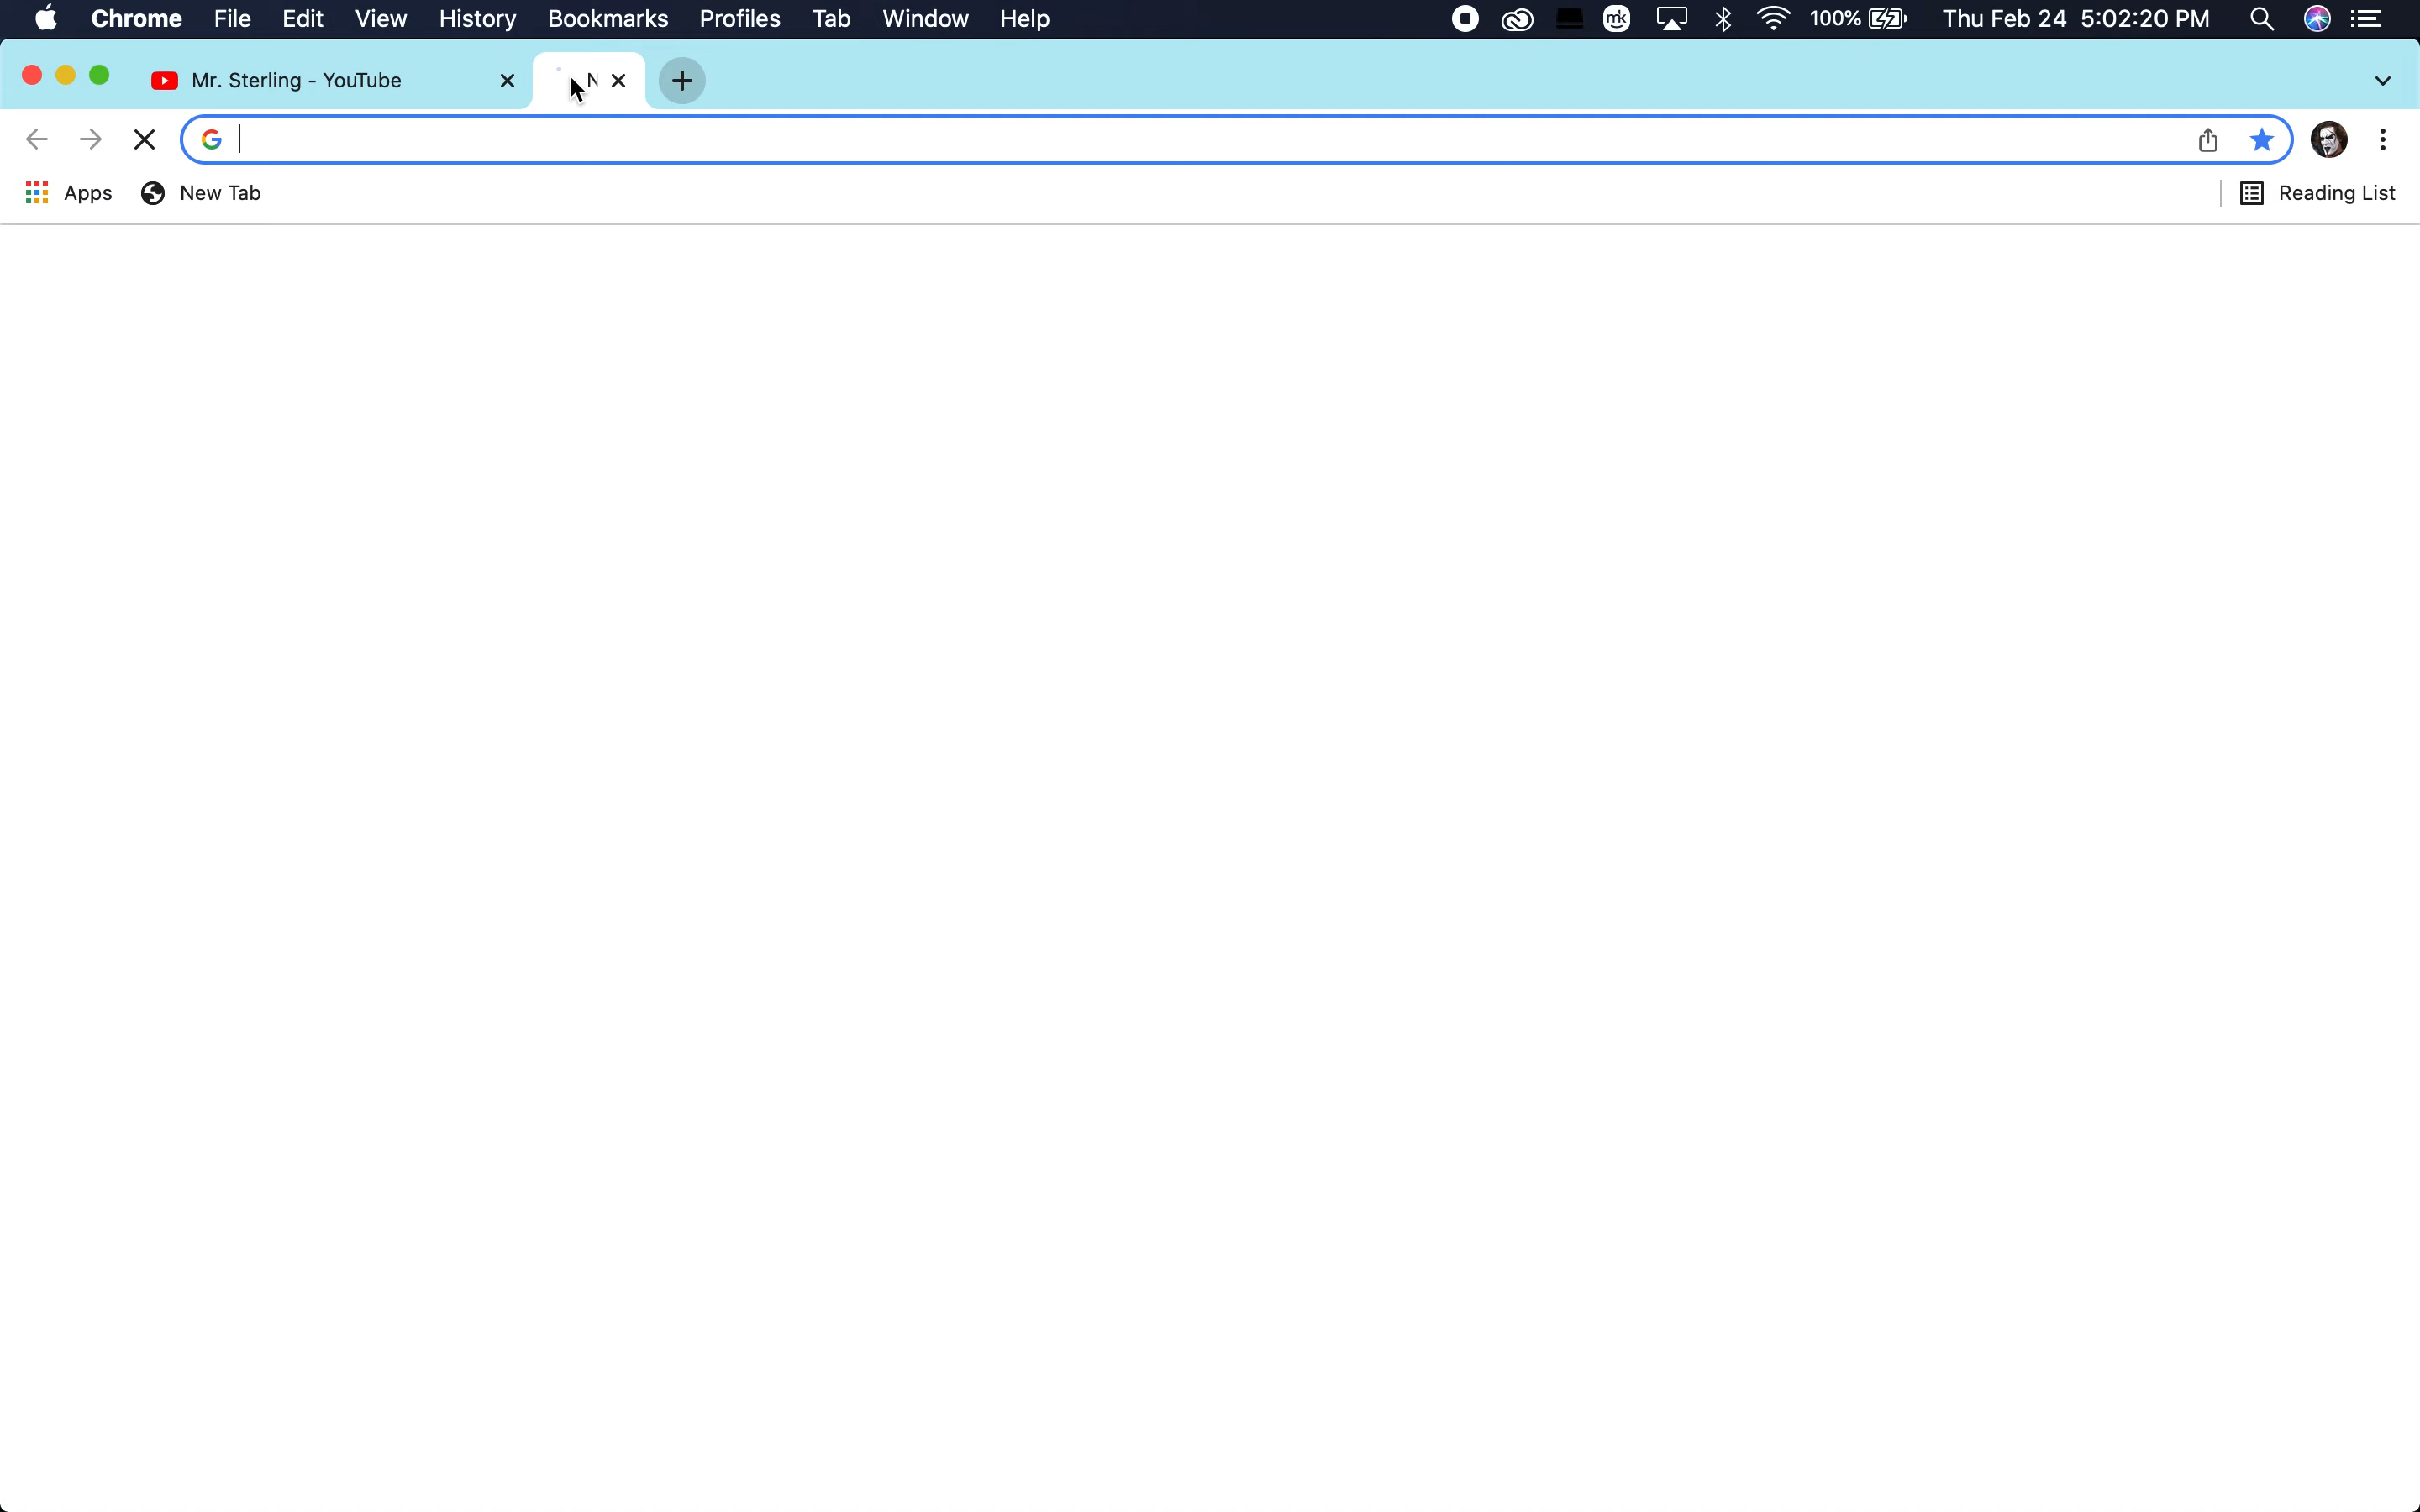 Chrome File Edit View History Bookmarks Profiles Tab Window Help mk 100% Thu Feb 24 5:02:20 PM
Mr. Sterling - YouTube N
G
Apps New Tab Reading List